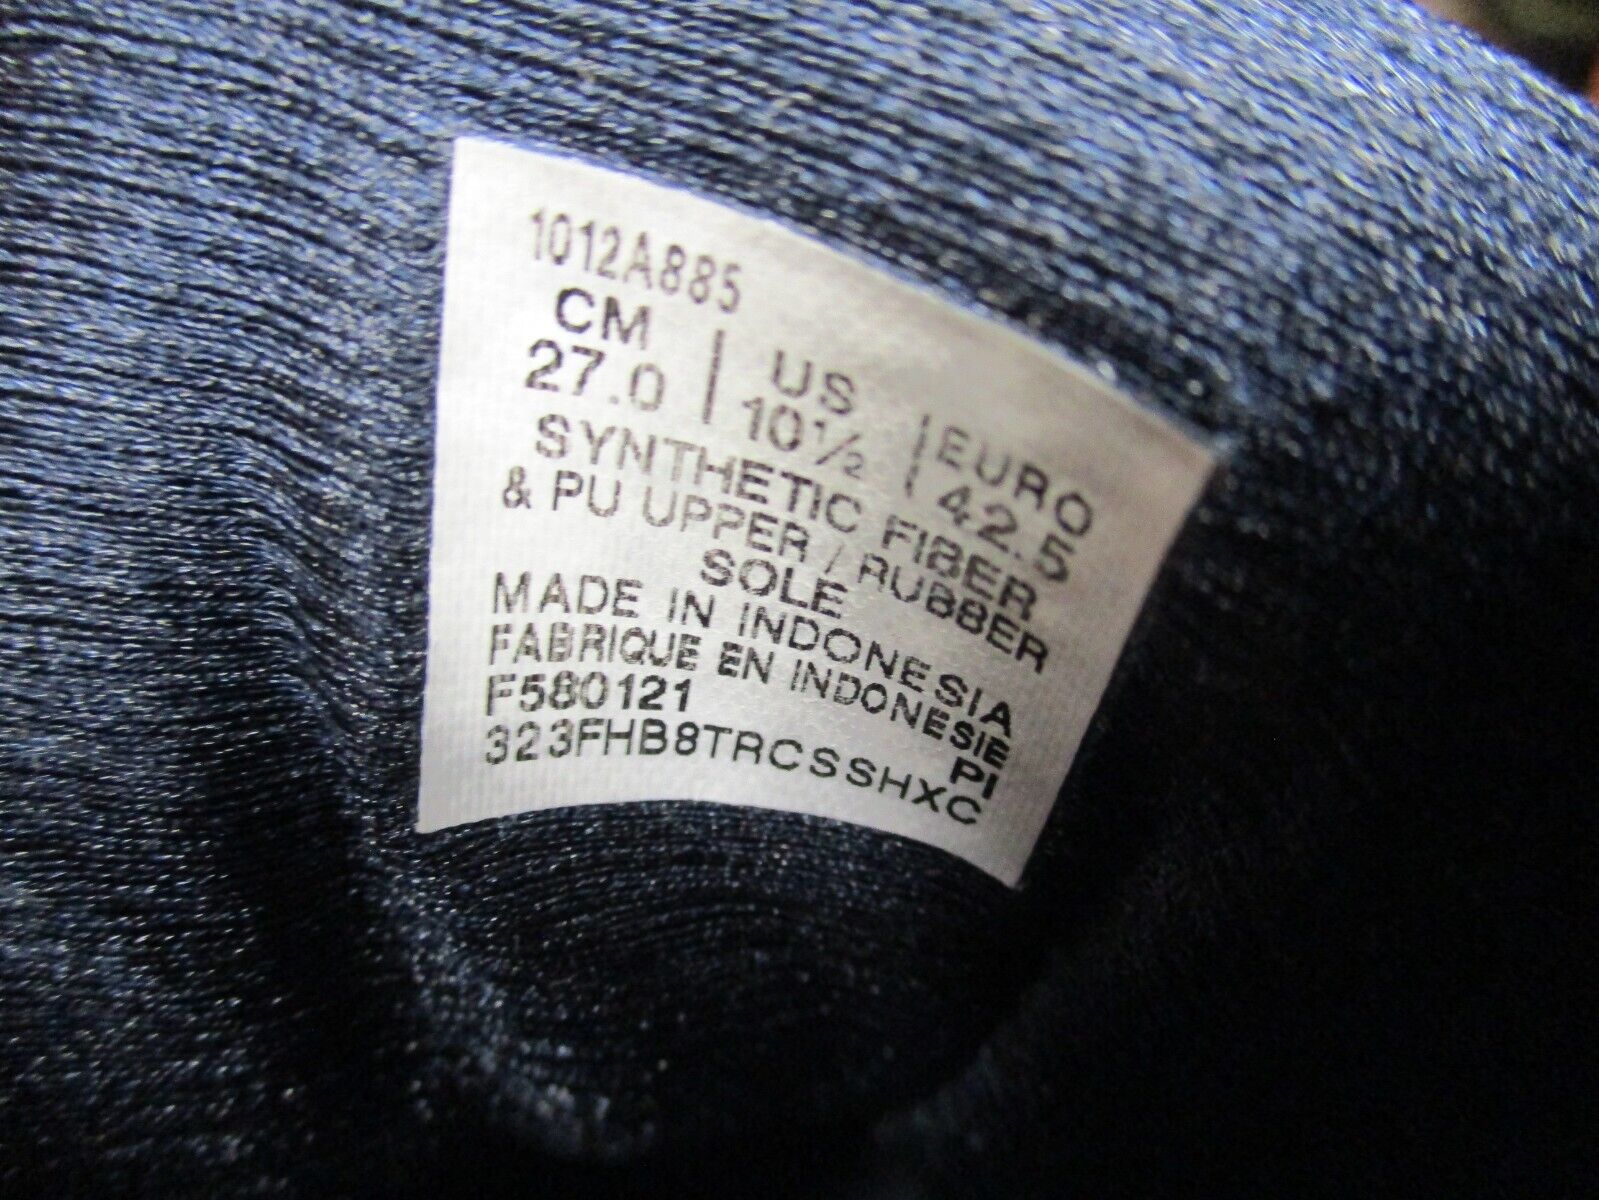 1012A885
CM | US | EURO
27.0 | 10½ | 42.5
SYNTHETIC FIBER
& PU UPPER / RUBBER
SOLE
MADE IN INDONESIA
FABRIQUE EN INDONESIE
F580121 PI
323FHB8TRCSSHXC